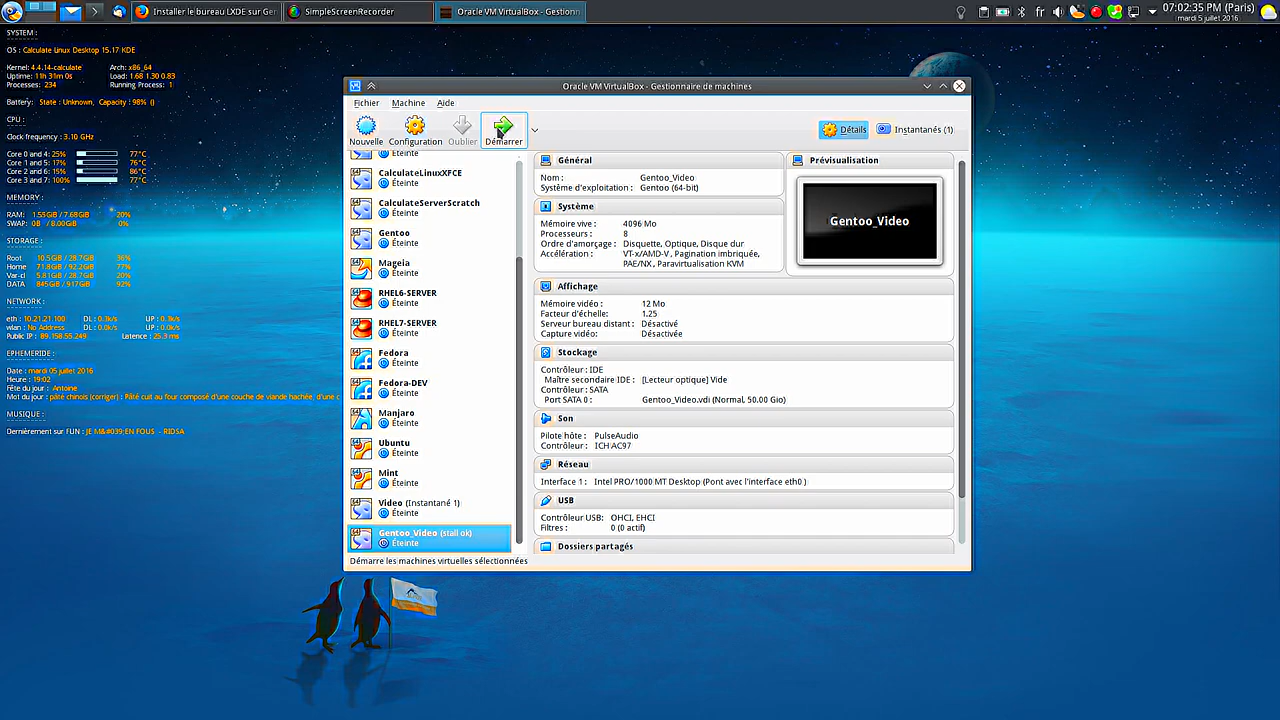 Installer le bureau LXDE sur Gen
SimpleScreenRecorder
Oracle VM VirtualBox - Gestionn
fr
07:02:35 PM (Paris)
mardi 5 juillet 2016
SYSTEM :
OS : Calculate Linux Desktop 15.17 KDE
Kernel: 4.4.14-calculate Arch: x86_64
Uptime: 11h 31m 0s Load: 1.68 1.30 0.83
Processes: 234 Running Process: 1
Battery: State : Unknown, Capacity : 98% ()
CPU :
Clock frequency : 3.10 GHz
Core 0 and 4: 25% 77°C
Core 1 and 5: 17% 76°C
Core 2 and 6: 15% 86°C
Core 3 and 7: 100% 77°C
MEMORY :
RAM: 1.55GiB / 7.68GiB 20%
SWAP: 0B / 8.00GiB 0%
STORAGE :
Root 10.5GiB / 28.7GiB 36%
Home 71.8GiB / 92.2GiB 77%
Var-cl 5.81GiB / 28.7GiB 20%
DATA 845GiB / 917GiB 92%
NETWORK :
eth : 10.21.21.100 DL : 0.3k/s UP : 0.3k/s
wlan : No Address DL : 0.0k/s UP : 0.0k/s
Public IP : 89.158.55.249 Latence : 25.3 ms
EPHEMERIDE :
Date : mardi 05 juillet 2016
Heure : 19:02
Fête du jour : Antoine
Mot du jour : pâté chinois (corriger) : Pâté cuit au four composé d'une couche de viande hachée, d'une c
MUSIQUE :
Dernièrement sur FUN : JE M&#039;EN FOUS - RIDSA
Oracle VM VirtualBox - Gestionnaire de machines
Fichier Machine Aide
Nouvelle Configuration Oublier Démarrer
Détails Instantanés (1)
Éteinte
CalculateLinuxXFCE
Éteinte
CalculateServerScratch
Éteinte
Gentoo
Éteinte
Mageia
Éteinte
RHEL6-SERVER
Éteinte
RHEL7-SERVER
Éteinte
Fedora
Éteinte
Fedora-DEV
Éteinte
Manjaro
Éteinte
Ubuntu
Éteinte
Mint
Éteinte
Video (Instantané 1)
Éteinte
Gentoo_Video (stall ok)
Éteinte
Général
Nom : Gentoo_Video
Système d'exploitation : Gentoo (64-bit)
Système
Mémoire vive : 4096 Mo
Processeurs : 8
Ordre d'amorçage : Disquette, Optique, Disque dur
Accélération : VT-x/AMD-V , Pagination imbriquée,
PAE/NX , Paravirtualisation KVM
Prévisualisation
Gentoo_Video
Affichage
Mémoire vidéo : 12 Mo
Facteur d'échelle : 1.25
Serveur bureau distant : Désactivé
Capture vidéo : Désactivée
Stockage
Contrôleur : IDE
Maître secondaire IDE : [Lecteur optique] Vide
Contrôleur : SATA
Port SATA 0 : Gentoo_Video.vdi (Normal, 50.00 Gio)
Son
Pilote hôte : PulseAudio
Contrôleur : ICH AC97
Réseau
Interface 1 : Intel PRO/1000 MT Desktop (Pont avec l'interface eth0 )
USB
Contrôleur USB : OHCI, EHCI
Filtres : 0 (0 actif)
Dossiers partagés
Démarre les machines virtuelles sélectionnées